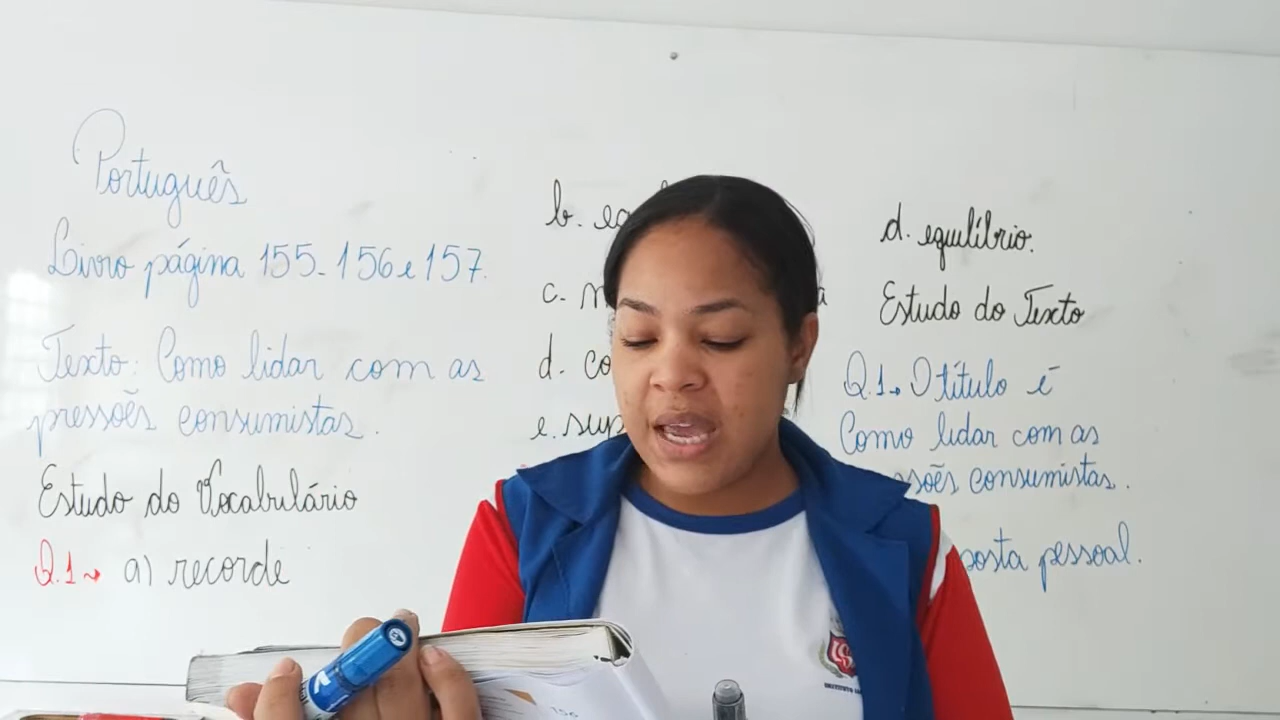 Português
Livro página 155-156 e 157.
Texto: Como lidar com as
pressões consumistas.
Estudo do Vocabulário
Q.1→ a) recorde
b.
c.
d.
e.
d. equilíbrio.
Estudo do Texto
Q.1→ O título é
Como lidar com as
consumistas.
pessoal.
156